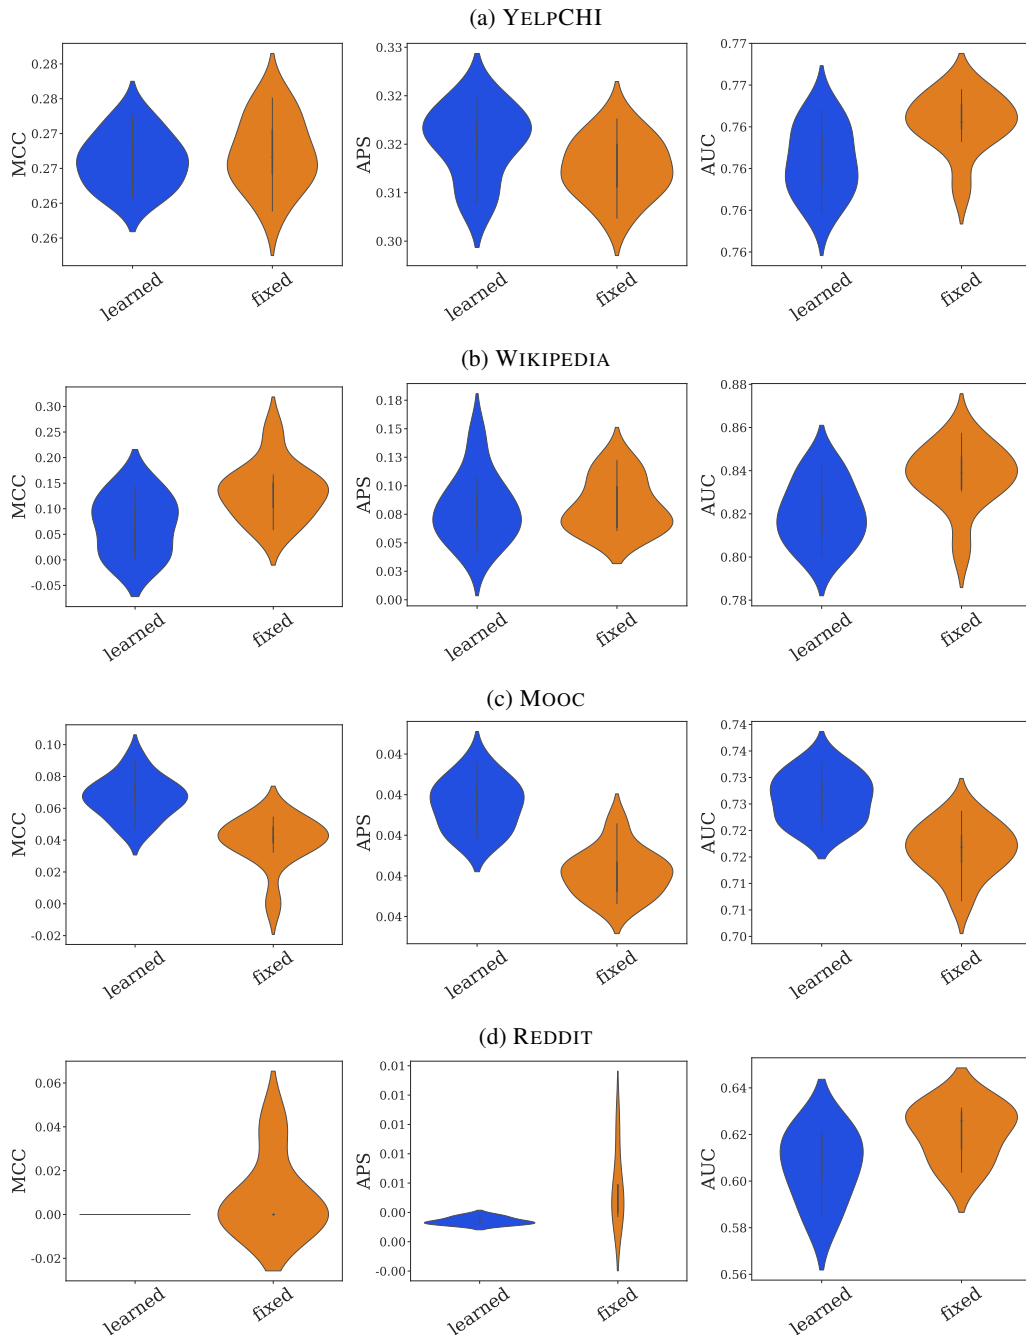 (a) YELPCHI
MCC
0.28
0.28
0.27
0.27
0.26
0.26
learned
fixed
APS
0.33
0.32
0.32
0.31
0.30
learned
fixed
AUC
0.77
0.77
0.76
0.76
0.76
0.76
learned
fixed
(b) WIKIPEDIA
MCC
0.30
0.25
0.20
0.15
0.10
0.05
0.00
-0.05
learned
fixed
APS
0.18
0.15
0.13
0.10
0.08
0.05
0.03
0.00
learned
fixed
AUC
0.88
0.86
0.84
0.82
0.80
0.78
learned
fixed
(c) MOOC
MCC
0.10
0.08
0.06
0.04
0.02
0.00
-0.02
learned
fixed
APS
0.04
0.04
0.04
0.04
0.04
learned
fixed
AUC
0.74
0.74
0.73
0.73
0.72
0.72
0.71
0.71
0.70
learned
fixed
(d) REDDIT
MCC
0.06
0.04
0.02
0.00
-0.02
learned
fixed
APS
0.01
0.01
0.01
0.01
0.01
0.00
0.00
-0.00
learned
fixed
AUC
0.64
0.62
0.60
0.58
0.56
learned
fixed